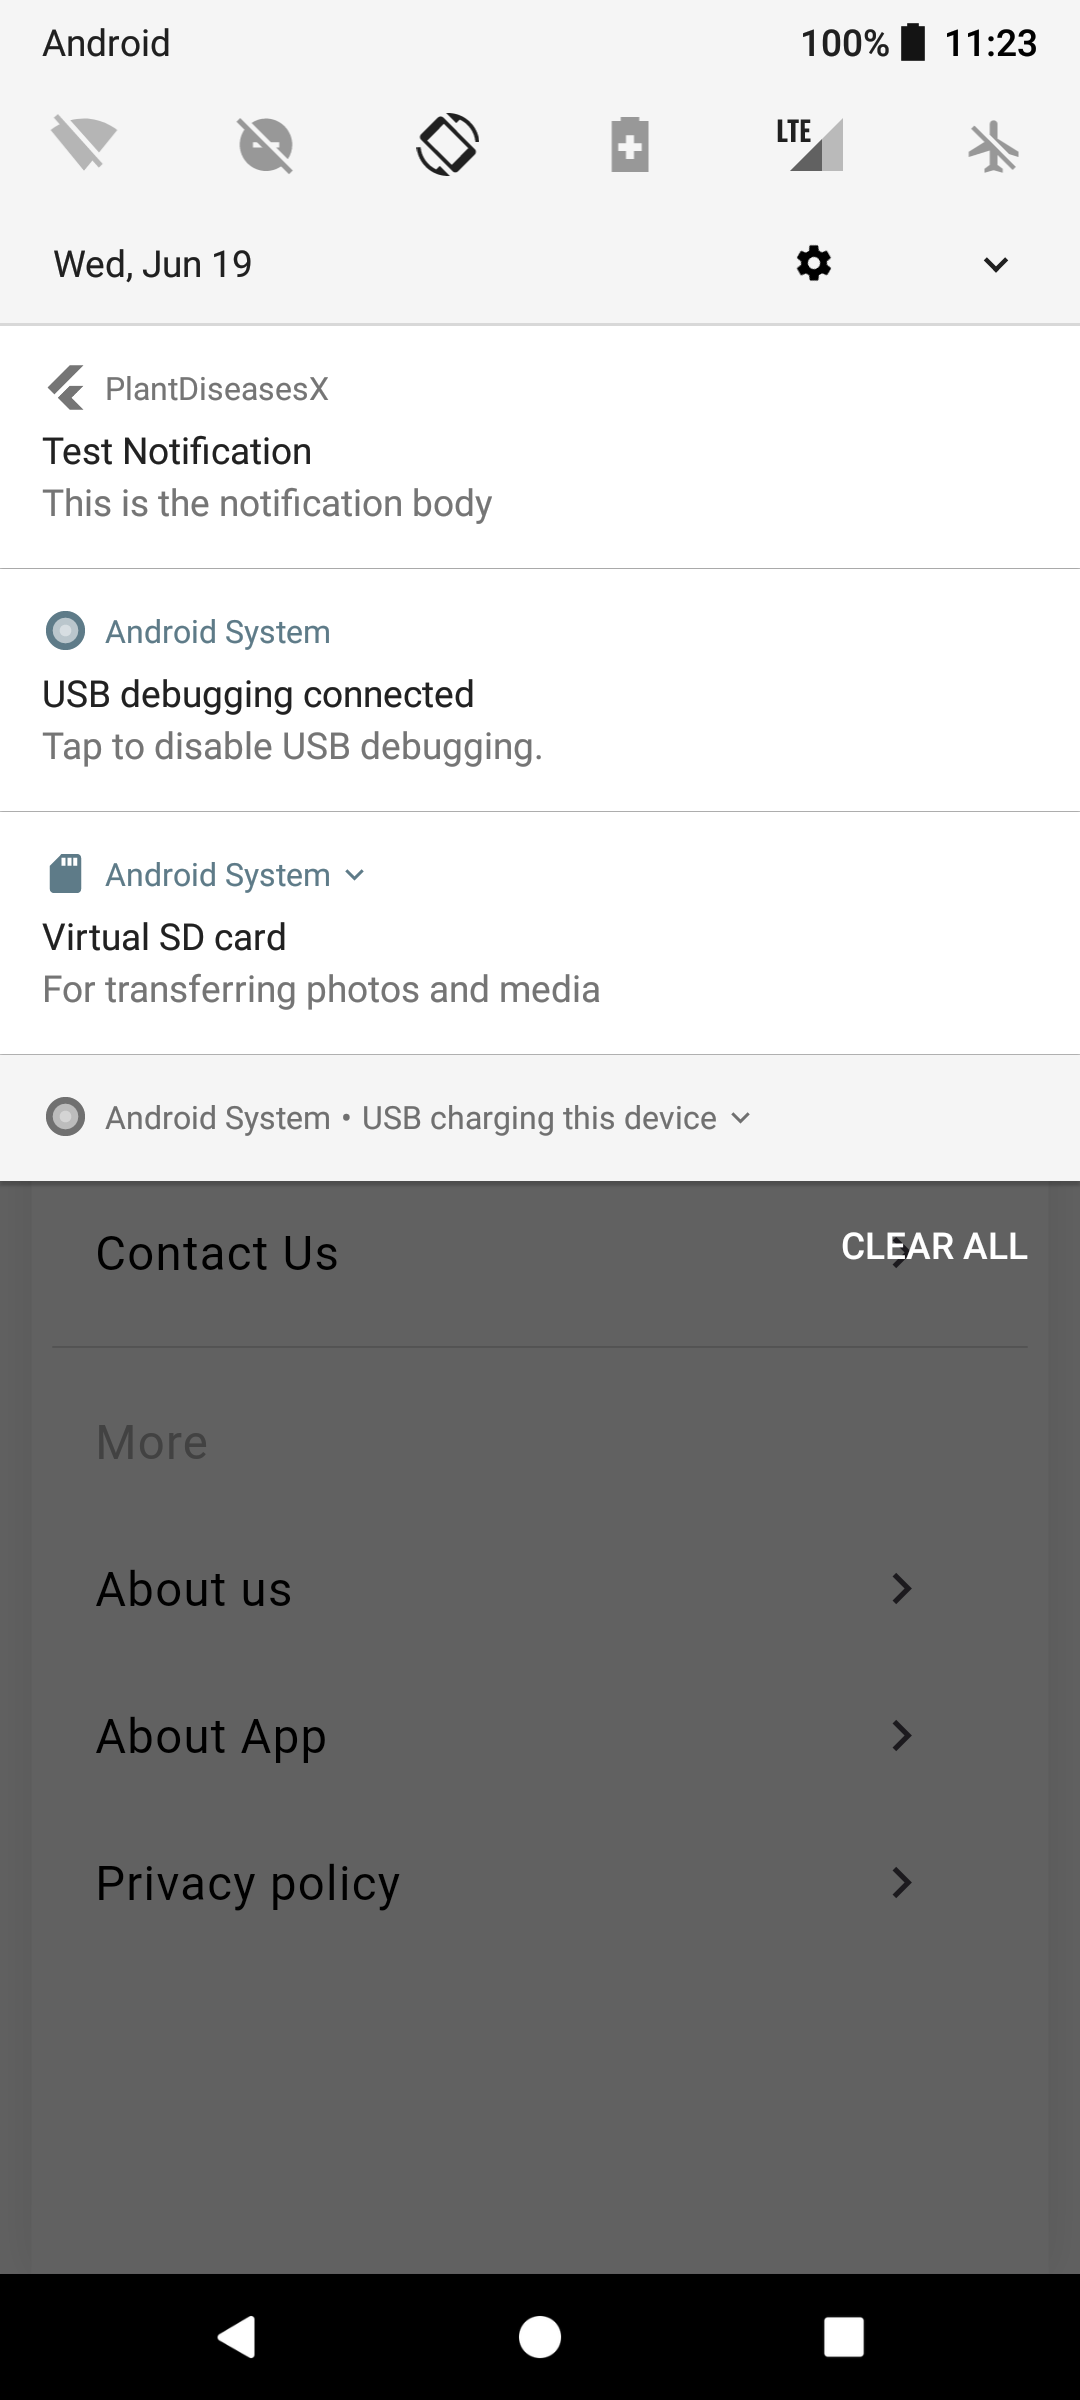 Android 100% 11:23
LTE
Wed, Jun 19
PlantDiseasesX
Test Notification
This is the notification body
Android System
USB debugging connected
Tap to disable USB debugging.
Android System
Virtual SD card
For transferring photos and media
Android System • USB charging this device
Contact Us CLEAR ALL
More
About us
About App
Privacy policy